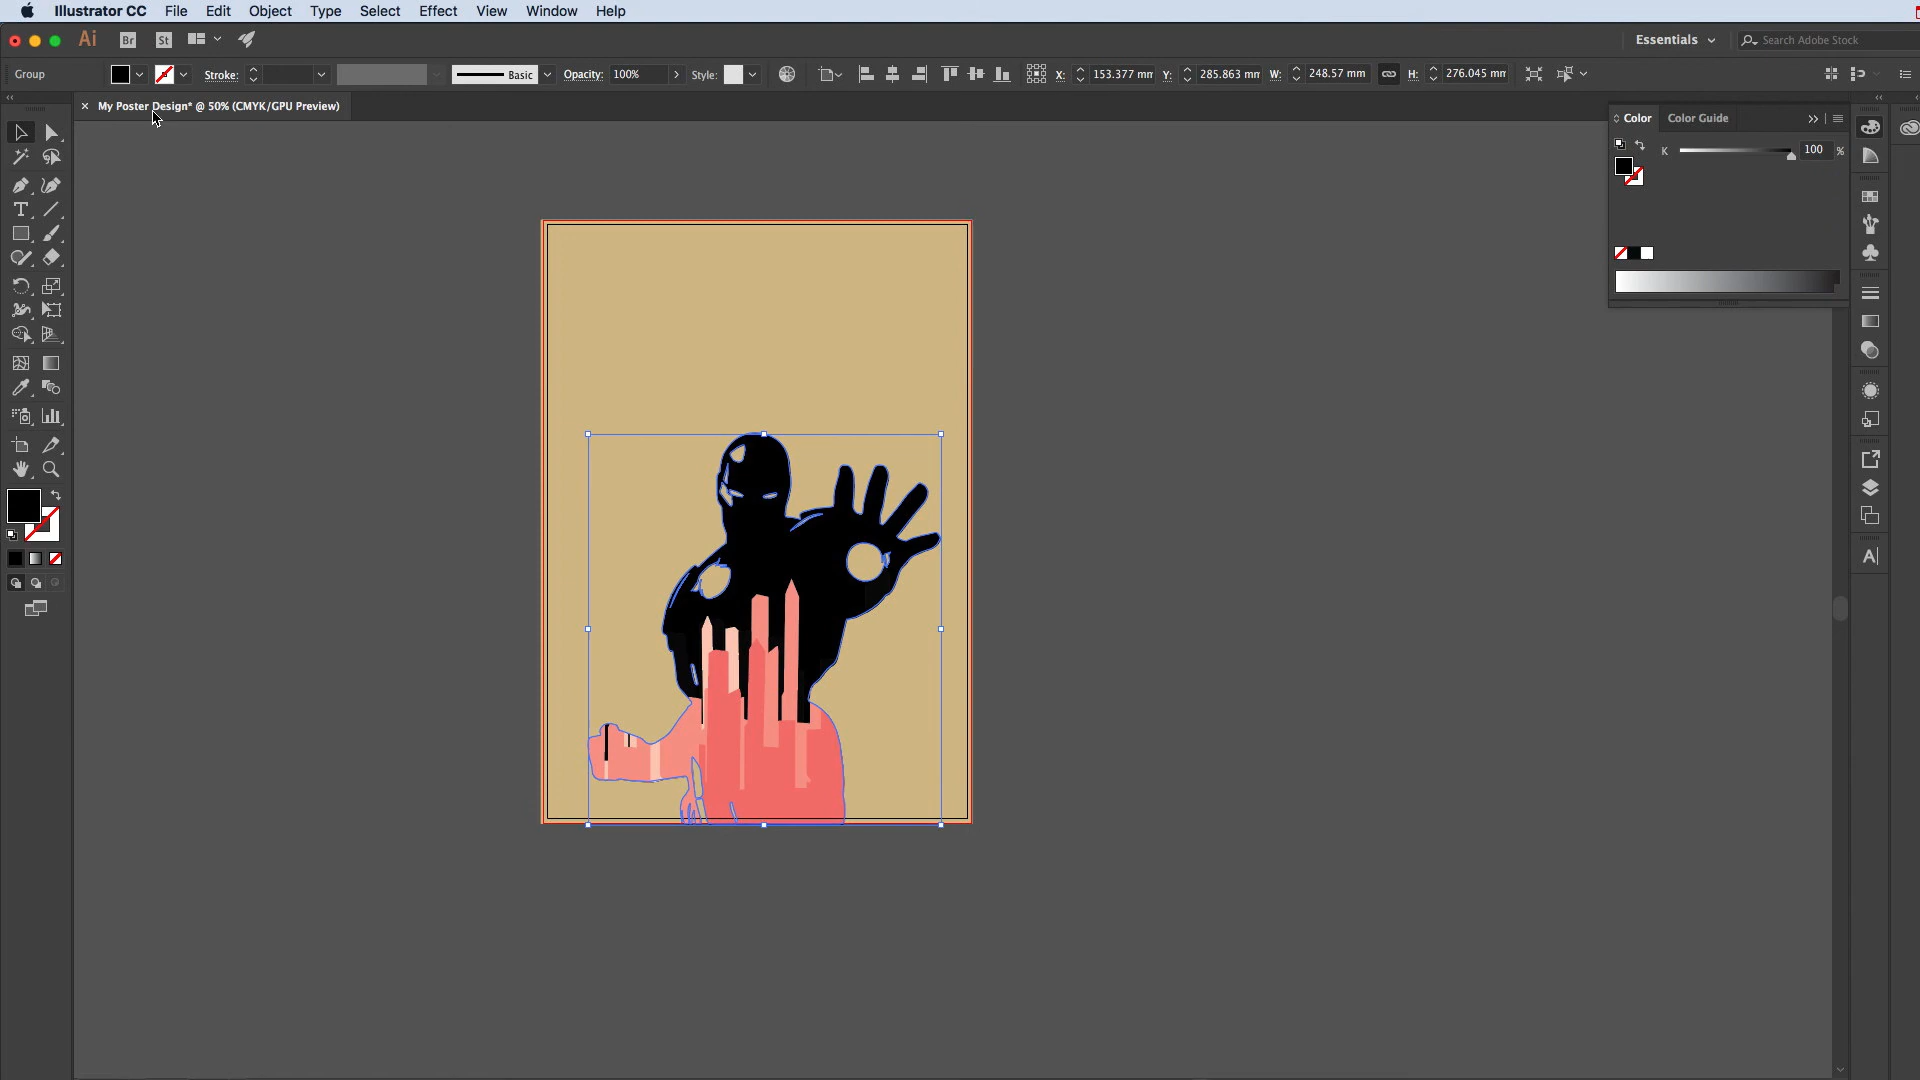 Illustrator CC File Edit Object Type Select Effect View Window Help
Ai Br St Essentials Search Adobe Stock
Group Stroke: Basic Opacity: 100% Style: X: 153.377 mm Y: 285.863 mm W: 248.57 mm H: 276.045 mm
× My Poster Design* @ 50% (CMYK/GPU Preview)
Color Color Guide
K 100 %
T
A